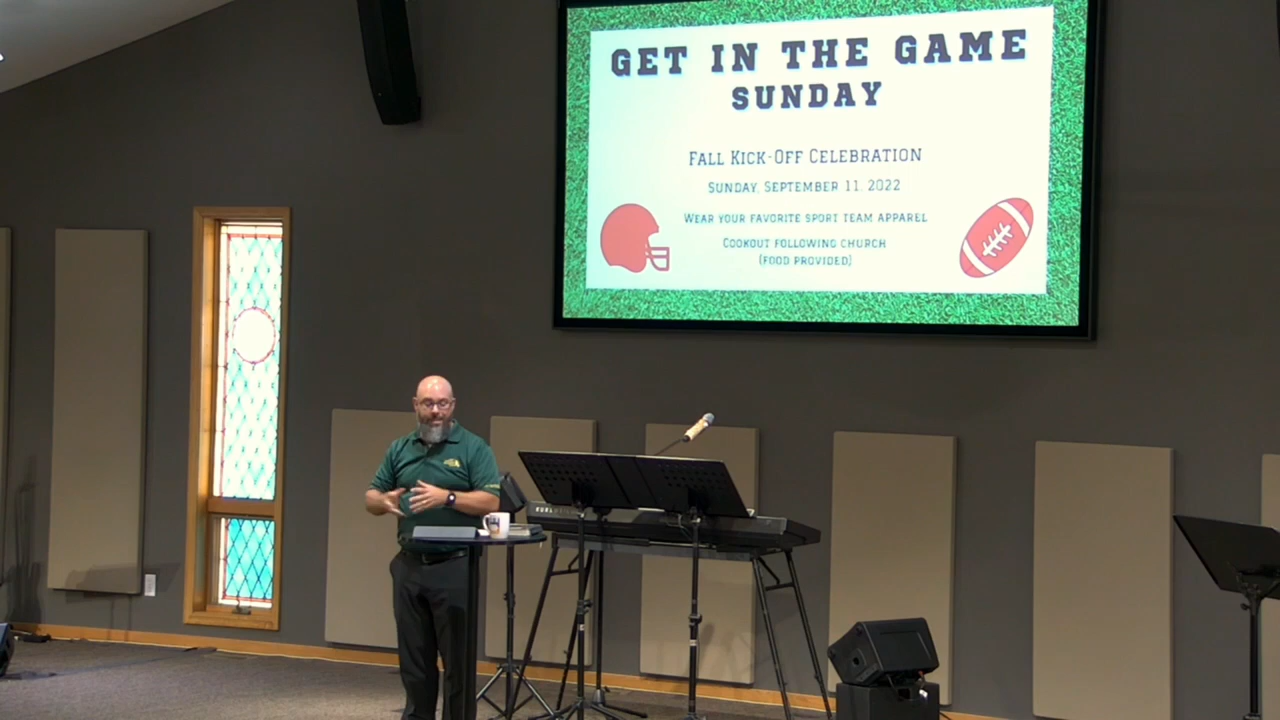 GET IN THE GAME
SUNDAY
FALL KICK-OFF CELEBRATION
SUNDAY, SEPTEMBER 11, 2022
WEAR YOUR FAVORITE SPORT TEAM APPAREL
COOKOUT FOLLOWING CHURCH
(FOOD PROVIDED)